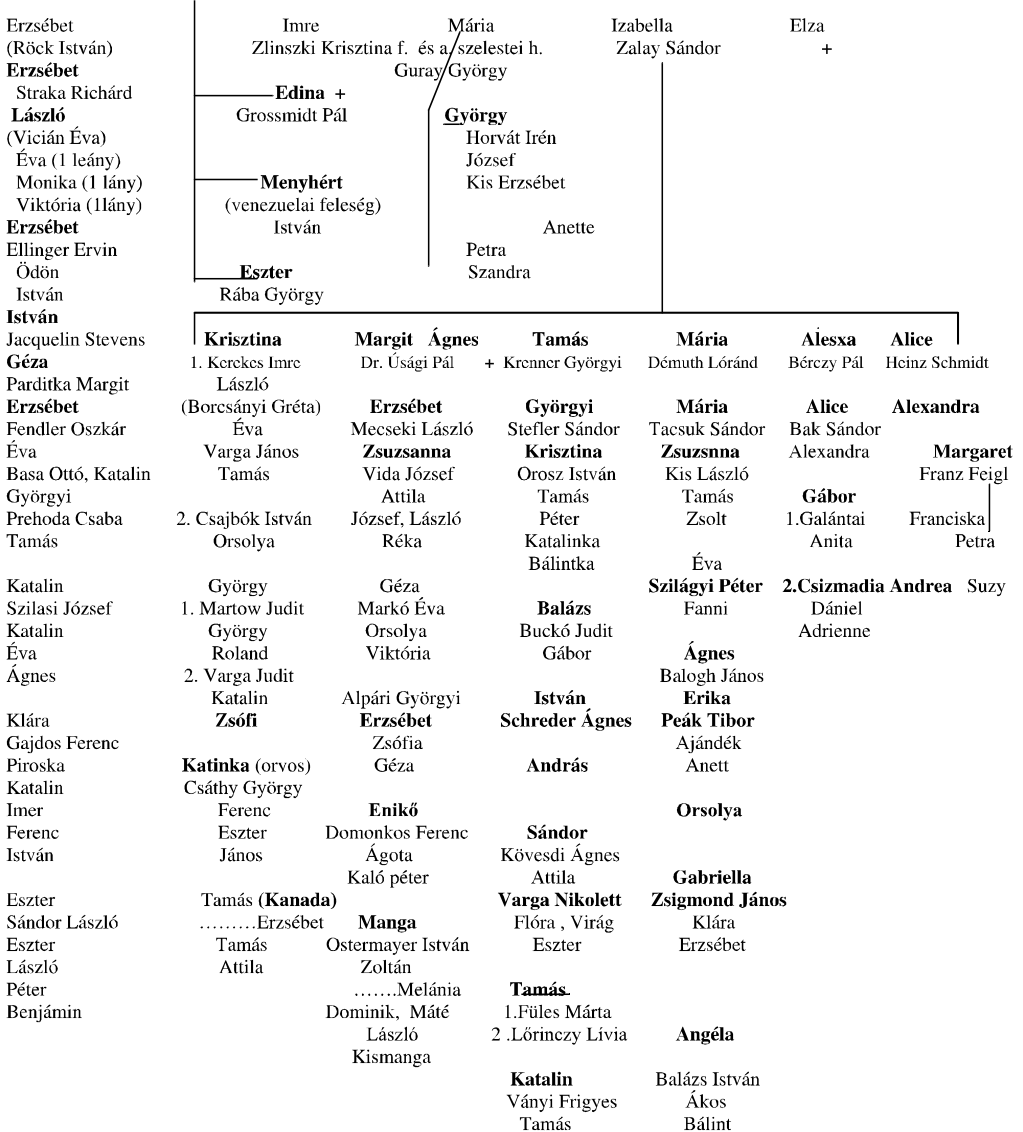 Erzsébet Imre Mária Izabella Elza
(Röck István) Zlinszki Krisztina f. és a. szelestei h. Zalay Sándor +
Erzsébet Guray György
Straka Richárd Edina +
Grossmidt Pál
László György
(Vicián Éva) Horvát Irén
Éva (1 leány) József
Monika (1 lány) Menyhért Kis Erzsébet
Viktória (1lány) (venezuelai feleség)
Erzsébet István Anette
Ellinger Ervin Petra
Ödön Eszter Szandra
István Rába György
István
Jacquelin Stevens Krisztina Margit Ágnes Tamás Mária Alesxa Alice
Géza 1. Kerekes Imre Dr. Úsági Pál + Krenner Györgyi Démuth Lóránd Bérczy Pál Heinz Schmidt
Parditka Margit László
Erzsébet (Borcsányi Gréta) Erzsébet Györgyi Mária Alice Alexandra
Fendler Oszkár Éva Mecseki László Stefler Sándor Tacsuk Sándor Bak Sándor
Éva Varga János Zsuzsanna Krisztina Zsuzsnna Alexandra Margaret
Basa Ottó, Katalin Tamás Vida József Orosz István Kis László Franz Feigl
Györgyi Attila Tamás Tamás Gábor
Prehoda Csaba 2. Csajbók István József, László Péter Zsolt 1.Galántai Franciska
Tamás Orsolya Réka Katalinka Anita Petra
Bálintka Éva
Katalin György Géza Szilágyi Péter 2.Csizmadia Andrea Suzy
Szilasi József 1. Martow Judit Markó Éva Balázs Fanni Dániel
Katalin György Orsolya Buckó Judit Adrienne
Éva Roland Viktória Gábor Ágnes
Ágnes 2. Varga Judit Balogh János
Katalin Alpári Györgyi István Erika
Klára Zsófi Erzsébet Schreder Ágnes Peák Tibor
Gajdos Ferenc Zsófia Ajándék
Piroska Katinka (orvos) Géza András Anett
Katalin Csáthy György
Imer Ferenc Enikő Orsolya
Ferenc Eszter Domonkos Ferenc Sándor
István János Ágota Kövesdi Ágnes
Kaló péter Attila Gabriella
Eszter Tamás (Kanada) Varga Nikolett Zsigmond János
Sándor László .........Erzsébet Manga Flóra , Virág Klára
Eszter Tamás Ostermayer István Eszter Erzsébet
László Attila Zoltán
Péter .......Melánia Tamás
Benjámin Dominik, Máté 1.Füles Márta
László 2 .Lőrinczy Lívia Angéla
Kismanga
Katalin Balázs István
Ványi Frigyes Ákos
Tamás Bálint